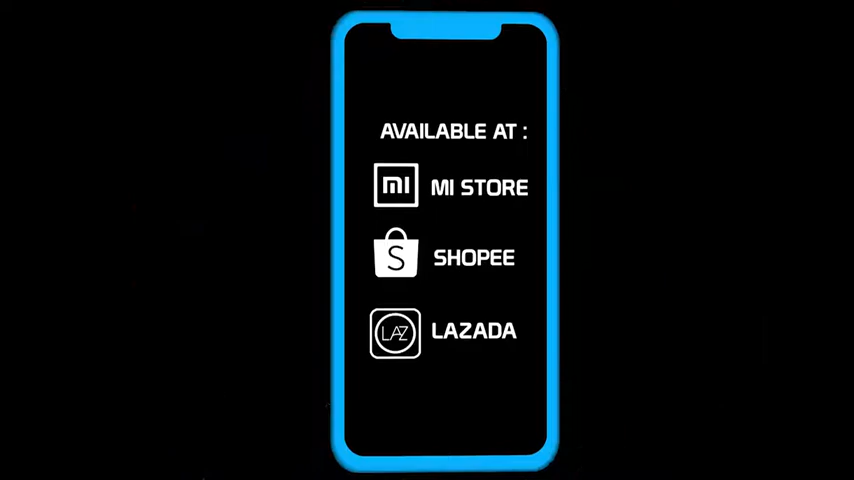 AVAILABLE AT :
MI MI STORE
S SHOPEE
LAZ LAZADA